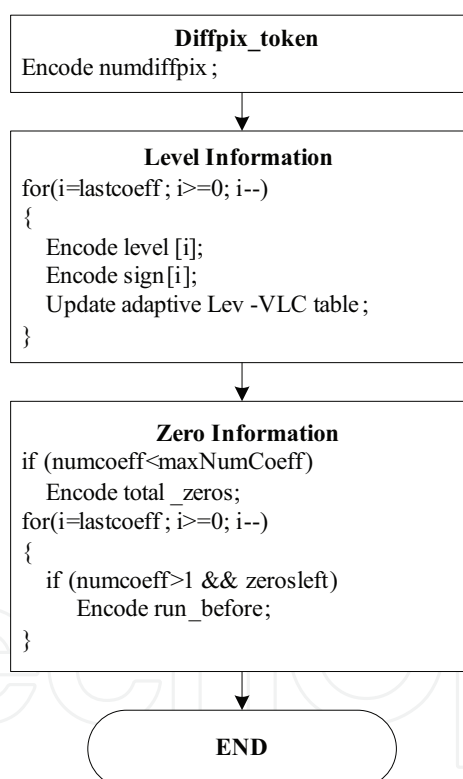 Diffpix_token
Encode numdiffpix ;
Level Information
for(i=lastcoeff ; i>=0; i--)
{
Encode level [i];
Encode sign[i];
Update adaptive Lev -VLC table ;
}
Zero Information
if (numcoeff<maxNumCoeff)
Encode total _zeros;
for(i=lastcoeff ; i>=0; i--)
{
if (numcoeff>1 && zerosleft)
Encode run_before;
}
END